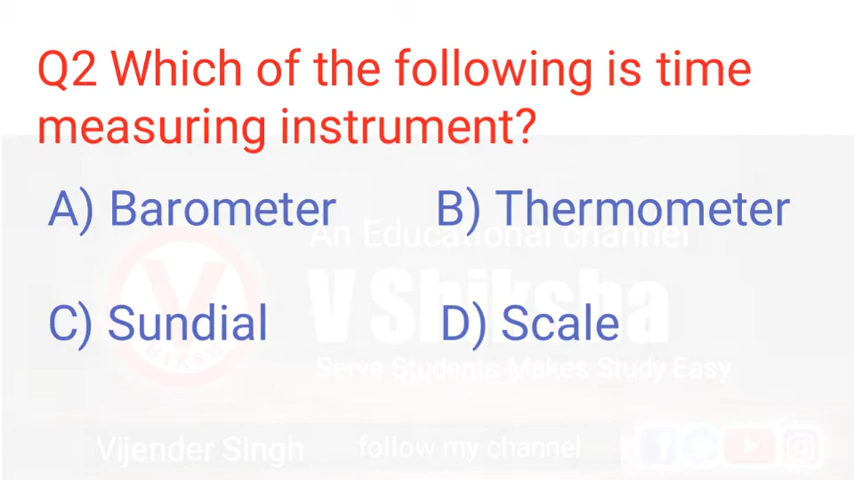 Q2 Which of the following is time
measuring instrument?
A) Barometer B) Thermometer
An Educational channel
V Shiksha
C) Sundial D) Scale
Serve Students Makes Study Easy
Vijender Singh follow my channel